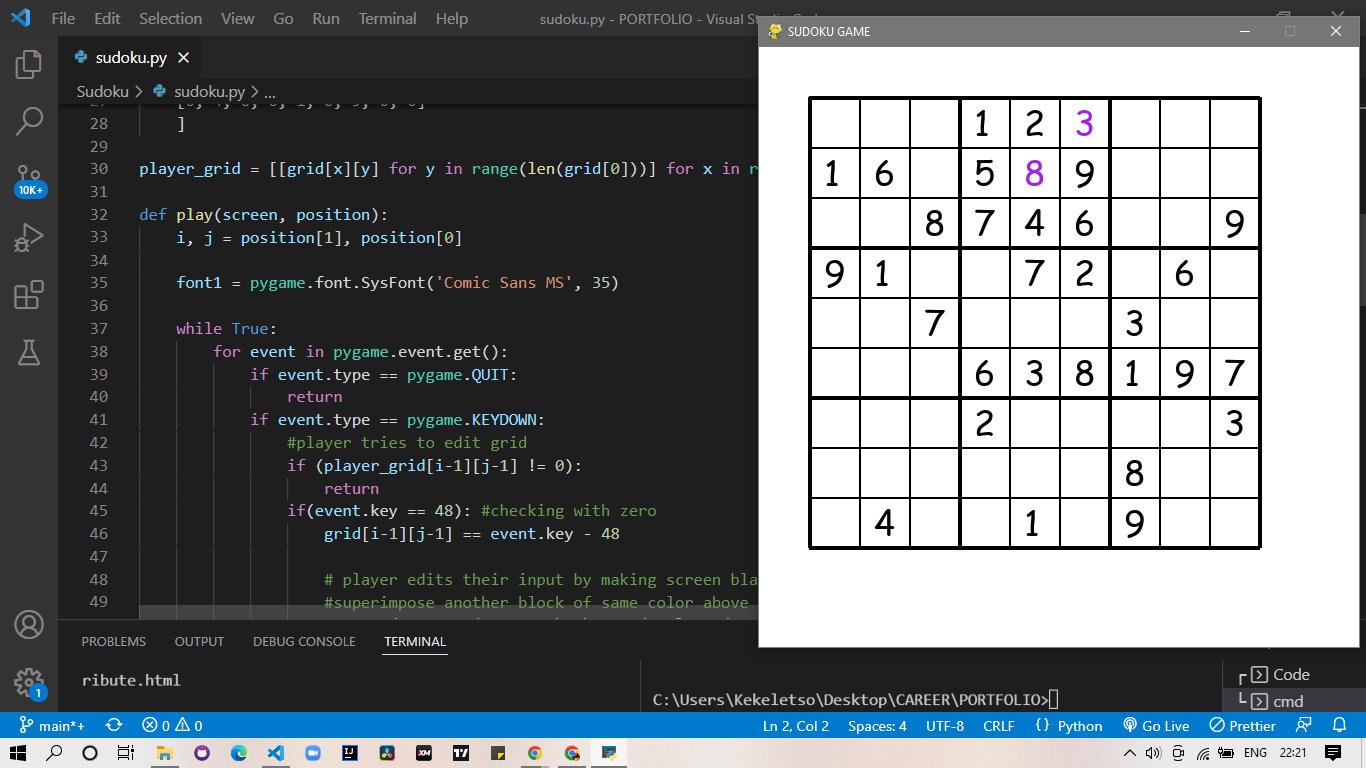 File Edit Selection View Go Run Terminal Help
sudoku.py - PORTFOLIO - Visual
sudoku.py
Sudoku > sudoku.py > ...
28 ]
29
30 player_grid = [[grid[x][y] for y in range(len(grid[0]))] for x in r
31
32 def play(screen, position):
33 i, j = position[1], position[0]
34
35 font1 = pygame.font.SysFont('Comic Sans MS', 35)
36
37 while True:
38 for event in pygame.event.get():
39 if event.type == pygame.QUIT:
40 return
41 if event.type == pygame.KEYDOWN:
42 #player tries to edit grid
43 if (player_grid[i-1][j-1] != 0):
44 return
45 if(event.key == 48): #checking with zero
46 grid[i-1][j-1] == event.key - 48
47
48 # player edits their input by making screen bla
49 #superimpose another block of same color above
10K+
1
SUDOKU GAME
1 2 3
1 6 5 8 9
8 7 4 6 9
9 1 7 2 6
7 3
6 3 8 1 9 7
2 3
8
4 1 9
PROBLEMS OUTPUT DEBUG CONSOLE TERMINAL
ribute.html
C:\Users\Kekeletso\Desktop\CAREER\PORTFOLIO>
Code
cmd
main*+ 0 0 Ln 2, Col 2 Spaces: 4 UTF-8 CRLF {} Python Go Live Prettier
ENG 22:21